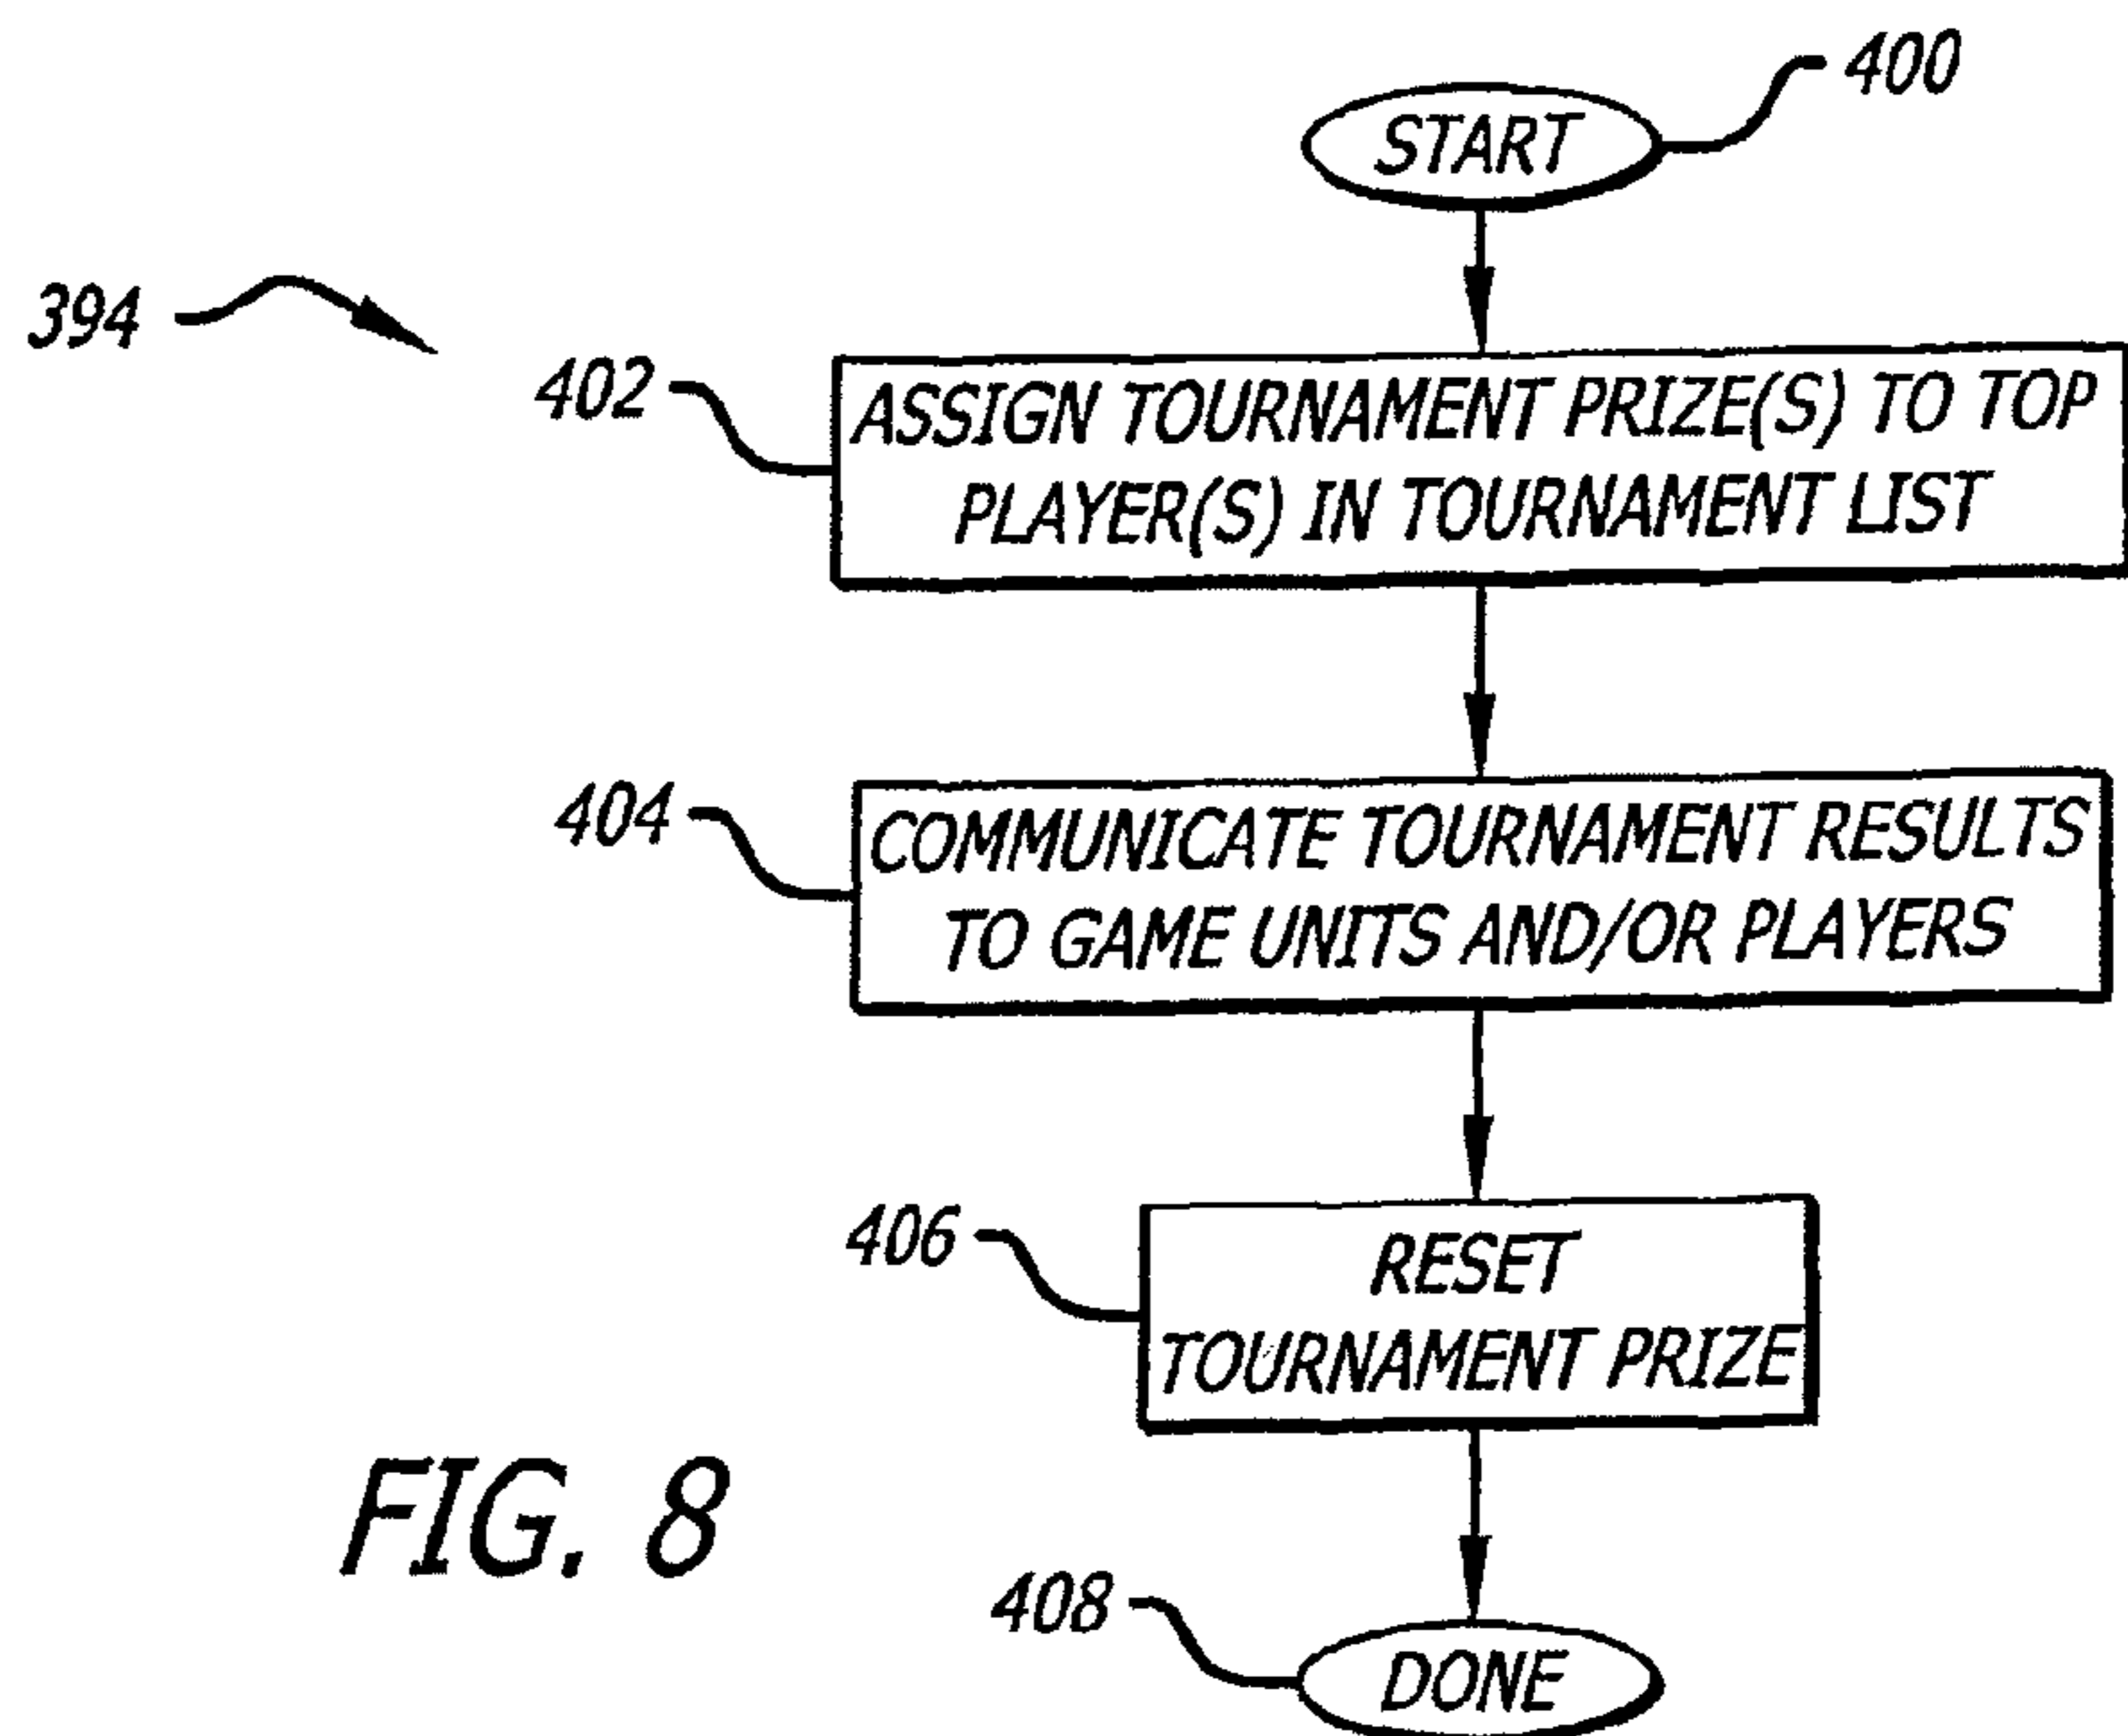 400
START
394
402
ASSIGN TOURNAMENT PRIZE(S) TO TOP
PLAYER(S) IN TOURNAMENT LIST
404
COMMUNICATE TOURNAMENT RESULTS
TO GAME UNITS AND/OR PLAYERS
406
RESET
TOURNAMENT PRIZE
FIG. 8
408
DONE